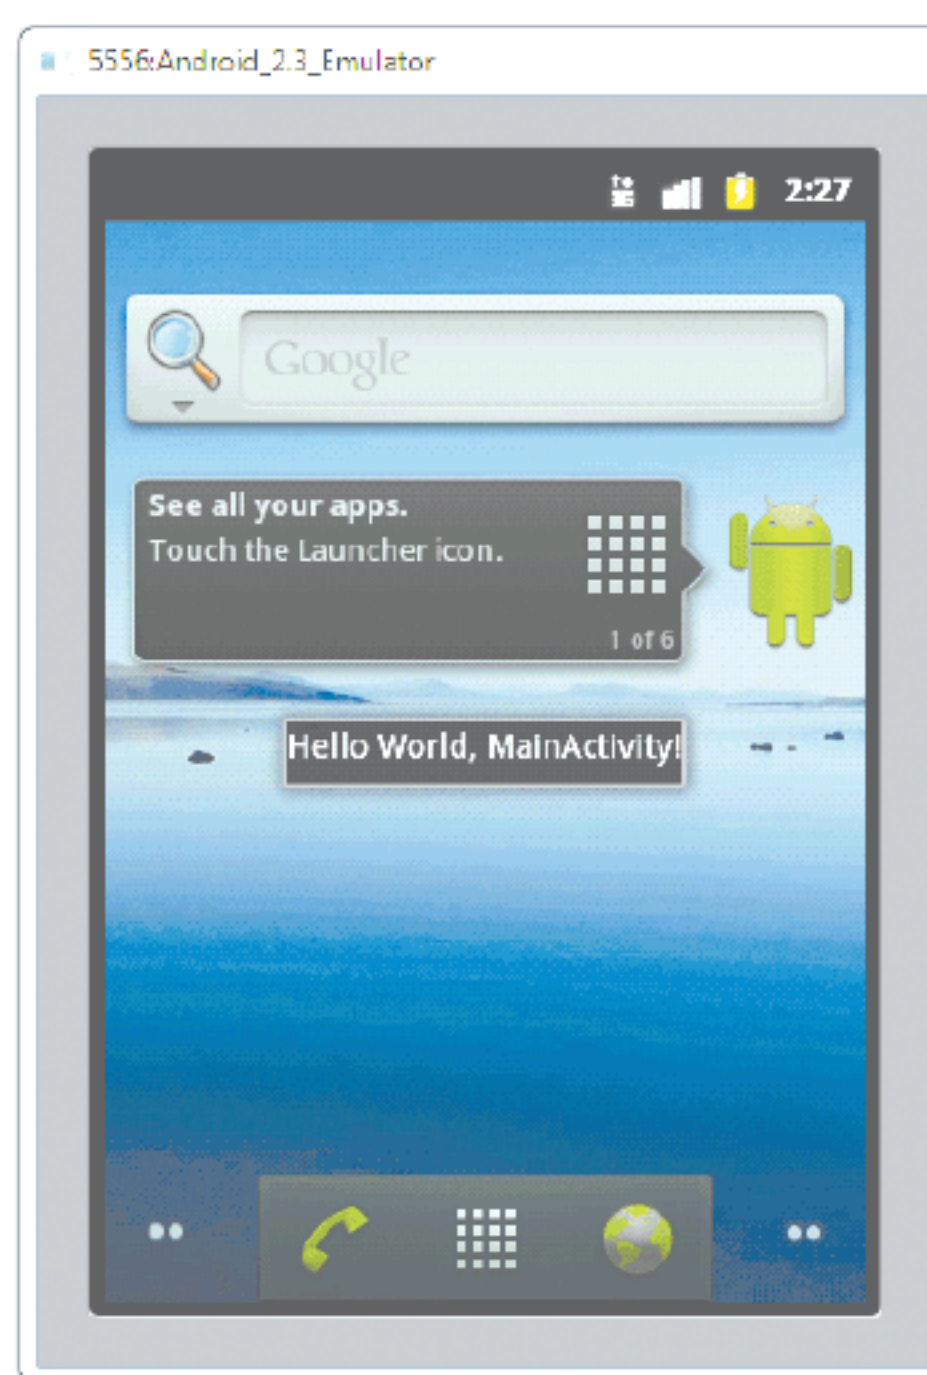 5556:Android_2.3_Emulator
2:27
Google
See all your apps.
Touch the Launcher icon.
1 of 6
Hello World, MainActivity!